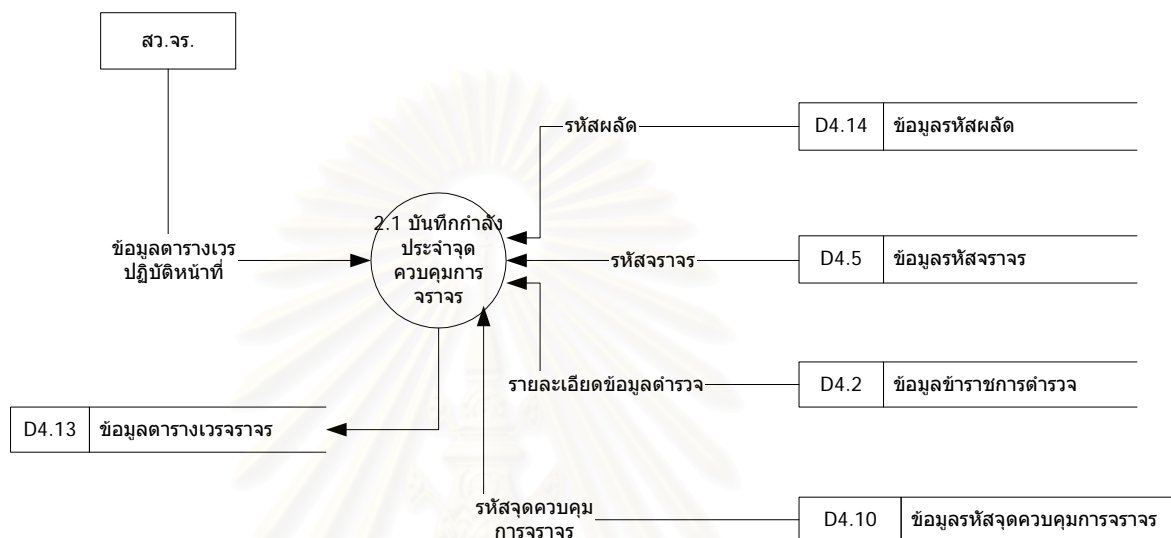 สว.จร.
รหัสผลัด
D4.14 ข้อมูลรหัสผลัด
2.1 บันทึกกำลัง
ประจำจุด
ควบคุมการ
จราจร
ข้อมูลตารางเวร
ปฏิบัติหน้าที่
รหัสจราจร
D4.5 ข้อมูลรหัสจราจร
รายละเอียดข้อมูลตำรวจ
D4.2 ข้อมูลข้าราชการตำรวจ
D4.13 ข้อมูลตารางเวรจราจร
รหัสจุดควบคุม
การจราจร
D4.10 ข้อมูลรหัสจุดควบคุมการจราจร